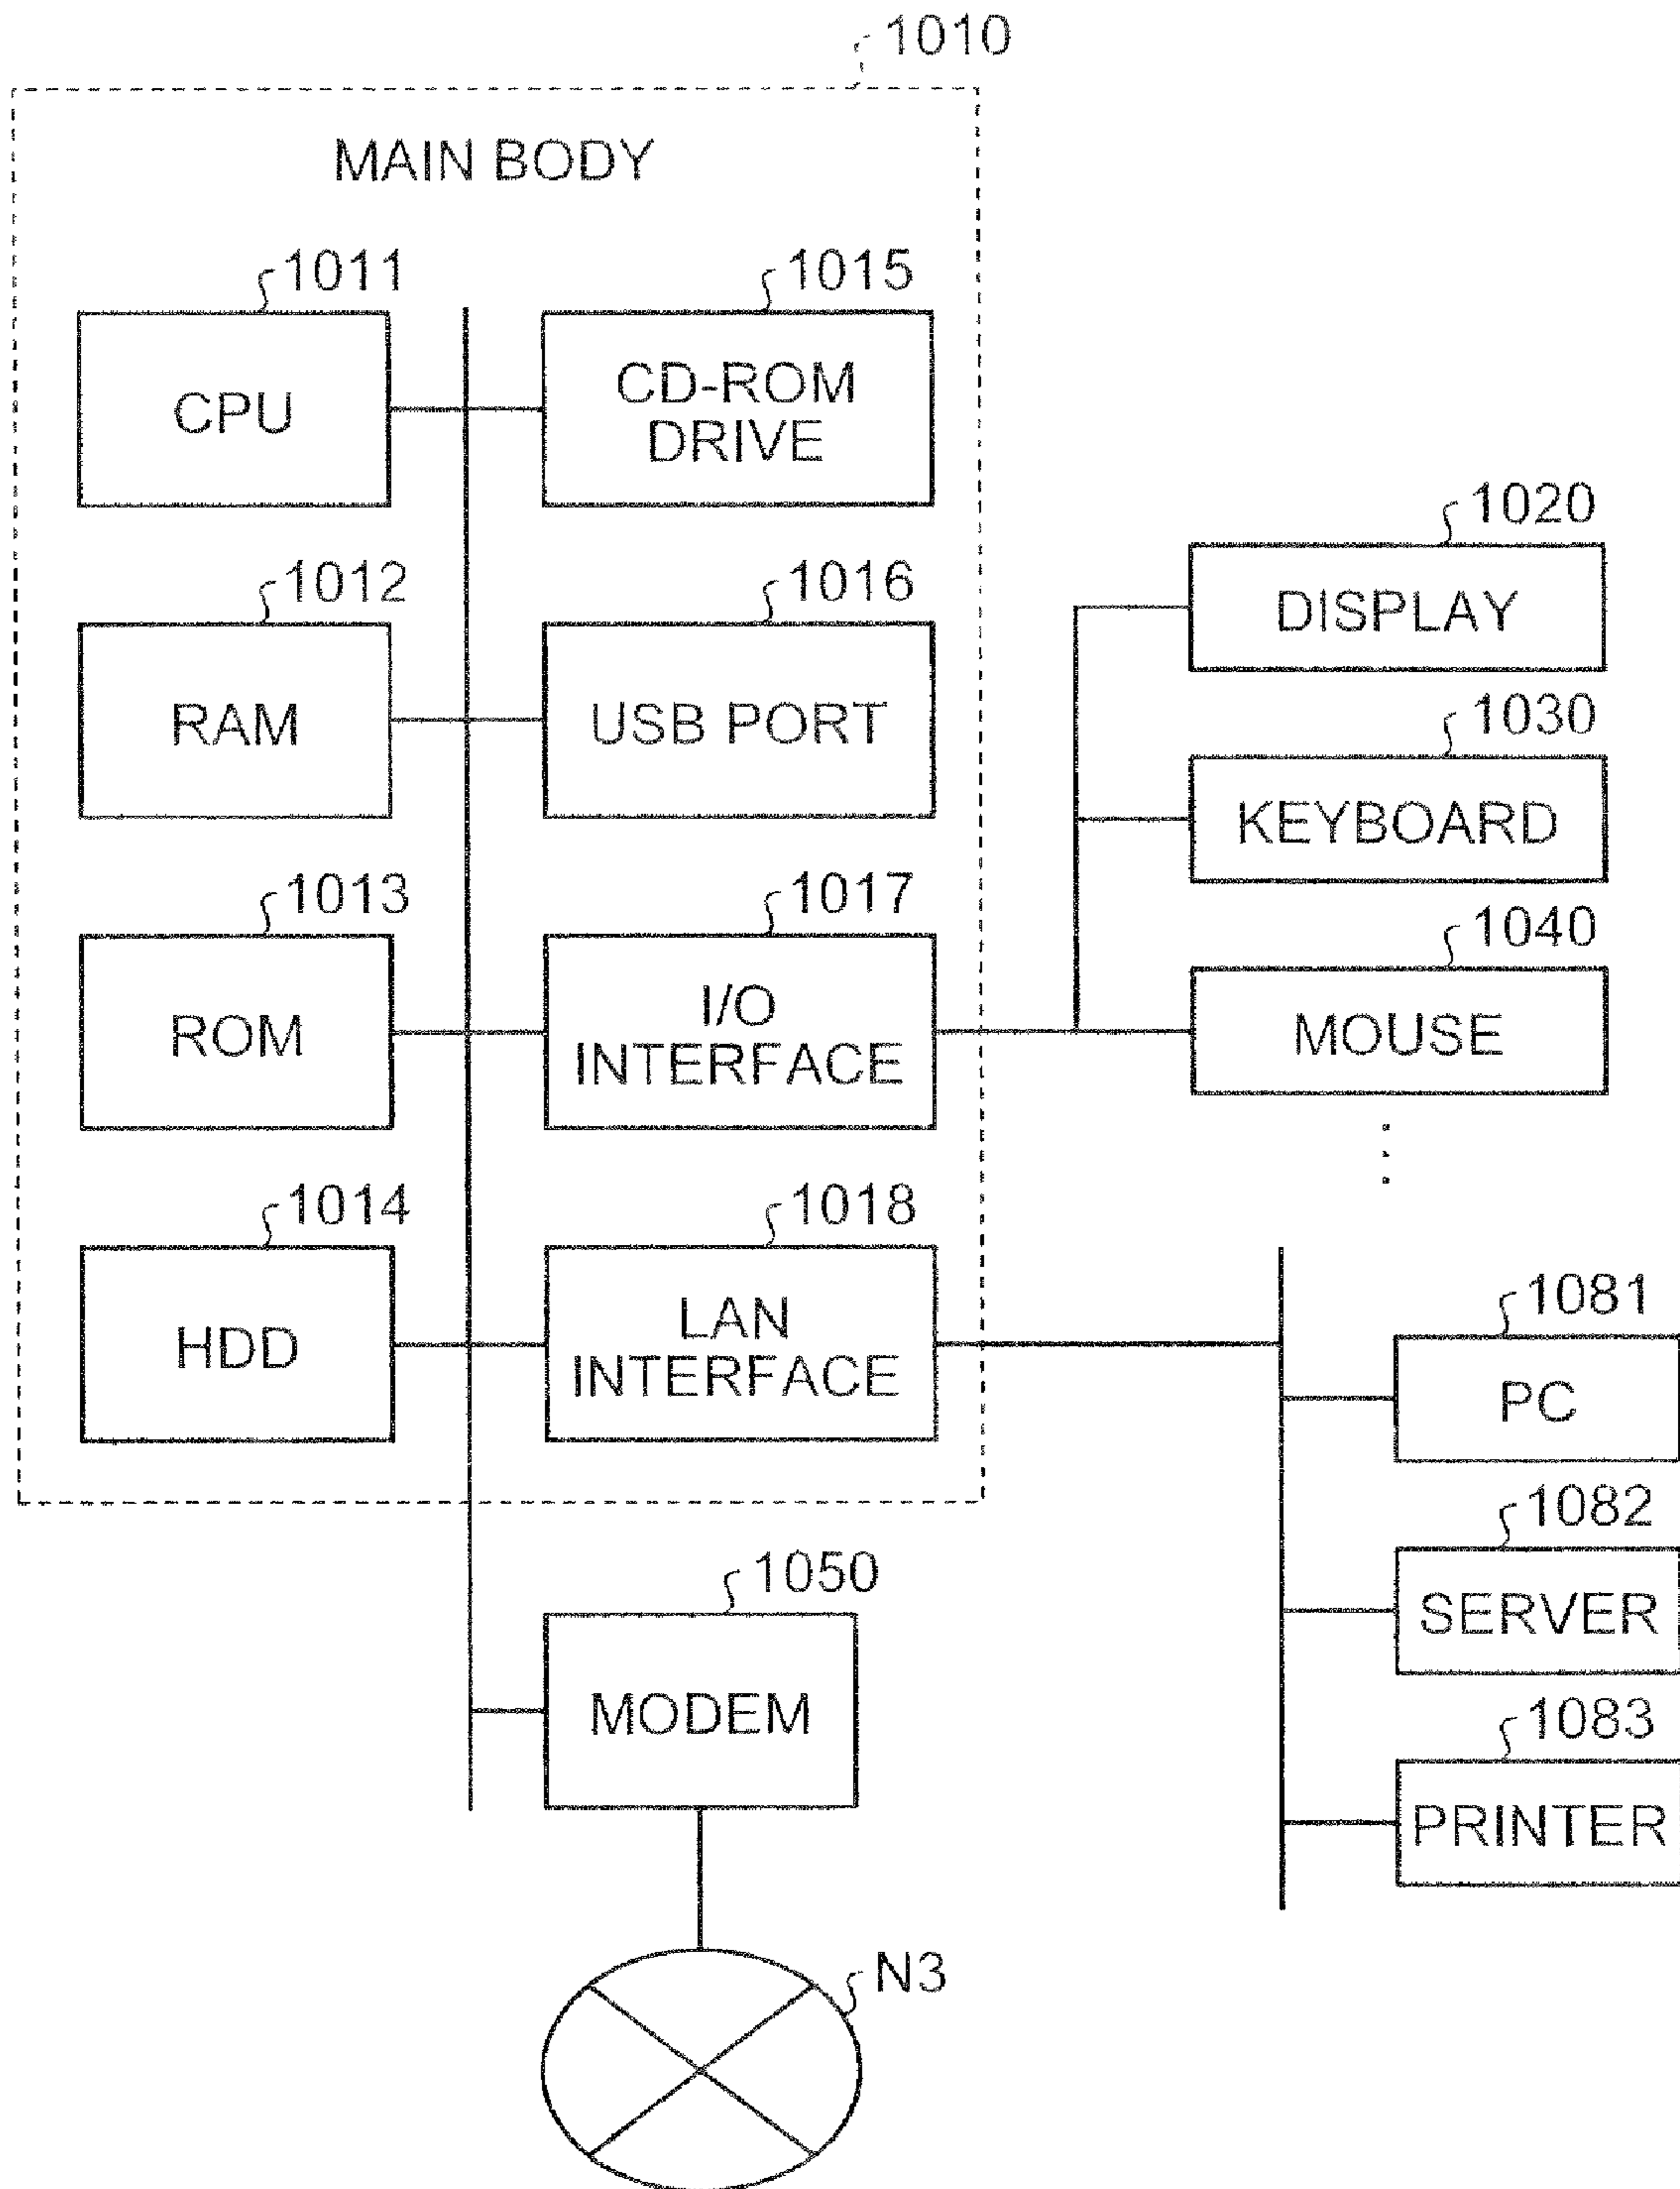 1010
MAIN BODY
1011
CPU
1015
CD-ROM
DRIVE
1012
RAM
1016
USB PORT
1013
ROM
1017
I/O
INTERFACE
1014
HDD
1018
LAN
INTERFACE
1020
DISPLAY
1030
KEYBOARD
1040
MOUSE
1081
PC
1082
SERVER
1083
PRINTER
1050
MODEM
N3